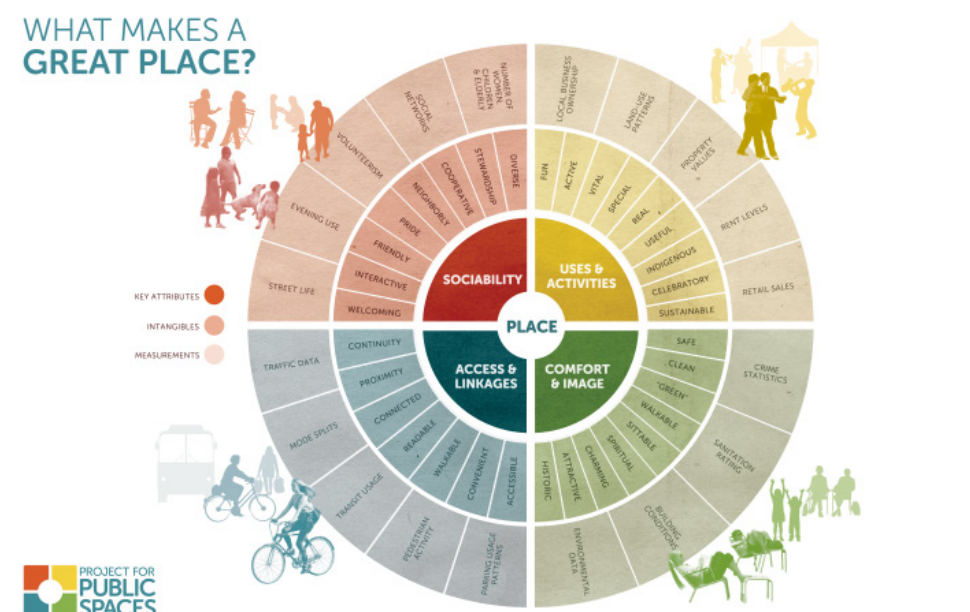 WHAT MAKES A
GREAT PLACE?
KEY ATTRIBUTES
INTANGIBLES
MEASUREMENTS
PLACE
SOCIABILITY
USES &
ACTIVITIES
ACCESS &
LINKAGES
COMFORT
& IMAGE
WELCOMING
INTERACTIVE
FRIENDLY
PRIDE
NEIGHBORLY
COOPERATIVE
STEWARDSHIP
DIVERSE
FUN
ACTIVE
VITAL
SPECIAL
REAL
USEFUL
INDIGENOUS
CELEBRATORY
SUSTAINABLE
SAFE
CLEAN
"GREEN"
WALKABLE
SITTABLE
SPIRITUAL
CHARMING
ATTRACTIVE
HISTORIC
ACCESSIBLE
CONVENIENT
WALKABLE
READABLE
CONNECTED
PROXIMITY
CONTINUITY
STREET LIFE
EVENING USE
VOLUNTEERISM
SOCIAL
NETWORKS
NUMBER OF
WOMEN,
CHILDREN
& ELDERLY
LOCAL BUSINESS
OWNERSHIP
LAND-USE
PATTERNS
PROPERTY
VALUES
RENT LEVELS
RETAIL SALES
CRIME
STATISTICS
SANITATION
RATING
BUILDING
CONDITIONS
ENVIRONMENTAL
DATA
PARKING USAGE
PATTERNS
PEDESTRIAN
ACTIVITY
TRANSIT USAGE
MODE SPLITS
TRAFFIC DATA
PROJECT FOR
PUBLIC
SPACES